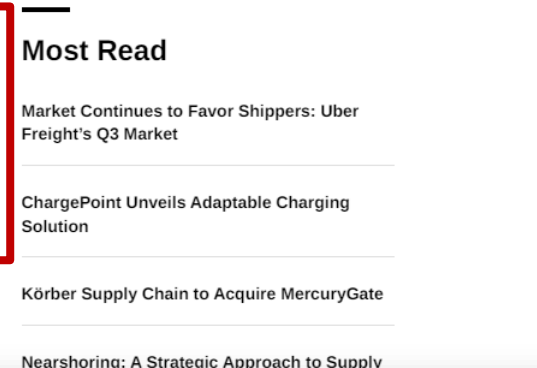 Most Read
Market Continues to Favor Shippers: Uber
Freight's Q3 Market
ChargePoint Unveils Adaptable Charging
Solution
Körber Supply Chain to Acquire MercuryGate
Nearshoring: A Strategic Approach to Supply